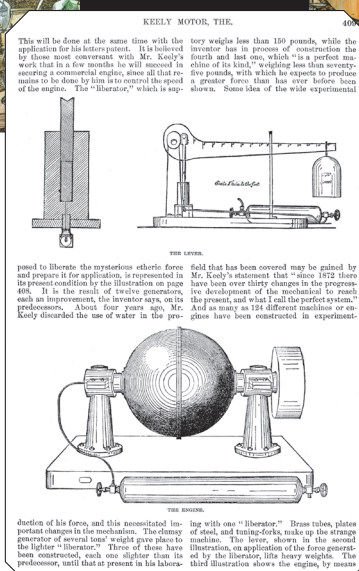 KEELY MOTOR, THE.
409
This will be done at the same time with the
application for his letters patent. It is believed
by those most conversant with Mr. Keely's
work that in a few months he will succeed in
securing a commercial engine, since all that re-
mains to be done by him is to control the speed
of the engine. The "liberator," which is sup-
tory weighs less than 150 pounds, while the
inventor has in process of construction the
fourth and last one, which "is a perfect ma-
chine of its kind," weighing less than seventy-
five pounds, with which he expects to produce
a greater force than has ever before been
shown. Some idea of the wide experimental
THE LEVER.
posed to liberate the mysterious etheric force
and prepare it for application, is represented in
its present condition by the illustration on page
408. It is the result of twelve generators,
each an improvement, the inventor says, on its
predecessors. About four years ago, Mr.
Keely discarded the use of water in the pro-
field that has been covered may be gained by
Mr. Keely's statement that "since 1872 there
have been over thirty changes in the progress-
ive development of the mechanical to reach
the present, and what I call the perfect system."
And as many as 124 different machines or en-
gines have been constructed in experiment-
THE ENGINE.
duction of his force, and this necessitated im-
portant changes in the mechanism. The clumsy
generator of several tons' weight gave place to
the lighter "liberator." Three of these have
been constructed, each one slighter than its
predecessor, until that at present in his labora-
ing with one "liberator." Brass tubes, plates
of steel, and tuning-forks, make up the strange
machine. The lever, shown in the second
illustration, on application of the force generat-
ed by the liberator, lifts heavy weights. The
third illustration shows the engine, by means